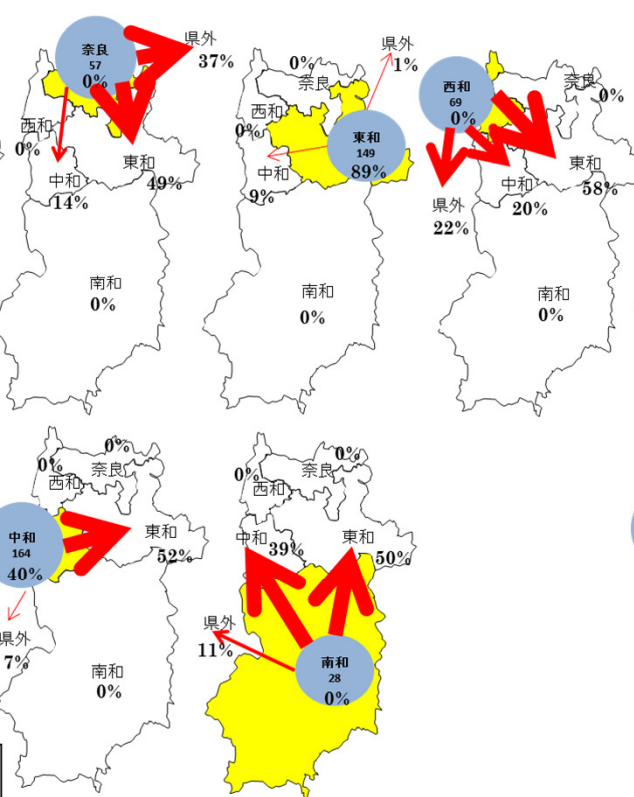 奈良
57
0%
県外
37%
西和
0%
中和
14%
東和
49%
南和
0%
0%
奈良
県外
1%
西和
0%
東和
149
89%
中和
9%
南和
0%
西和
69
0%
奈良
0%
東和
58%
中和
20%
県外
22%
南和
0%
0%
奈良
0%
西和
中和
164
40%
東和
52%
県外
7%
南和
0%
0%
奈良
0%
西和
中和
39%
東和
50%
県外
11%
南和
28
0%